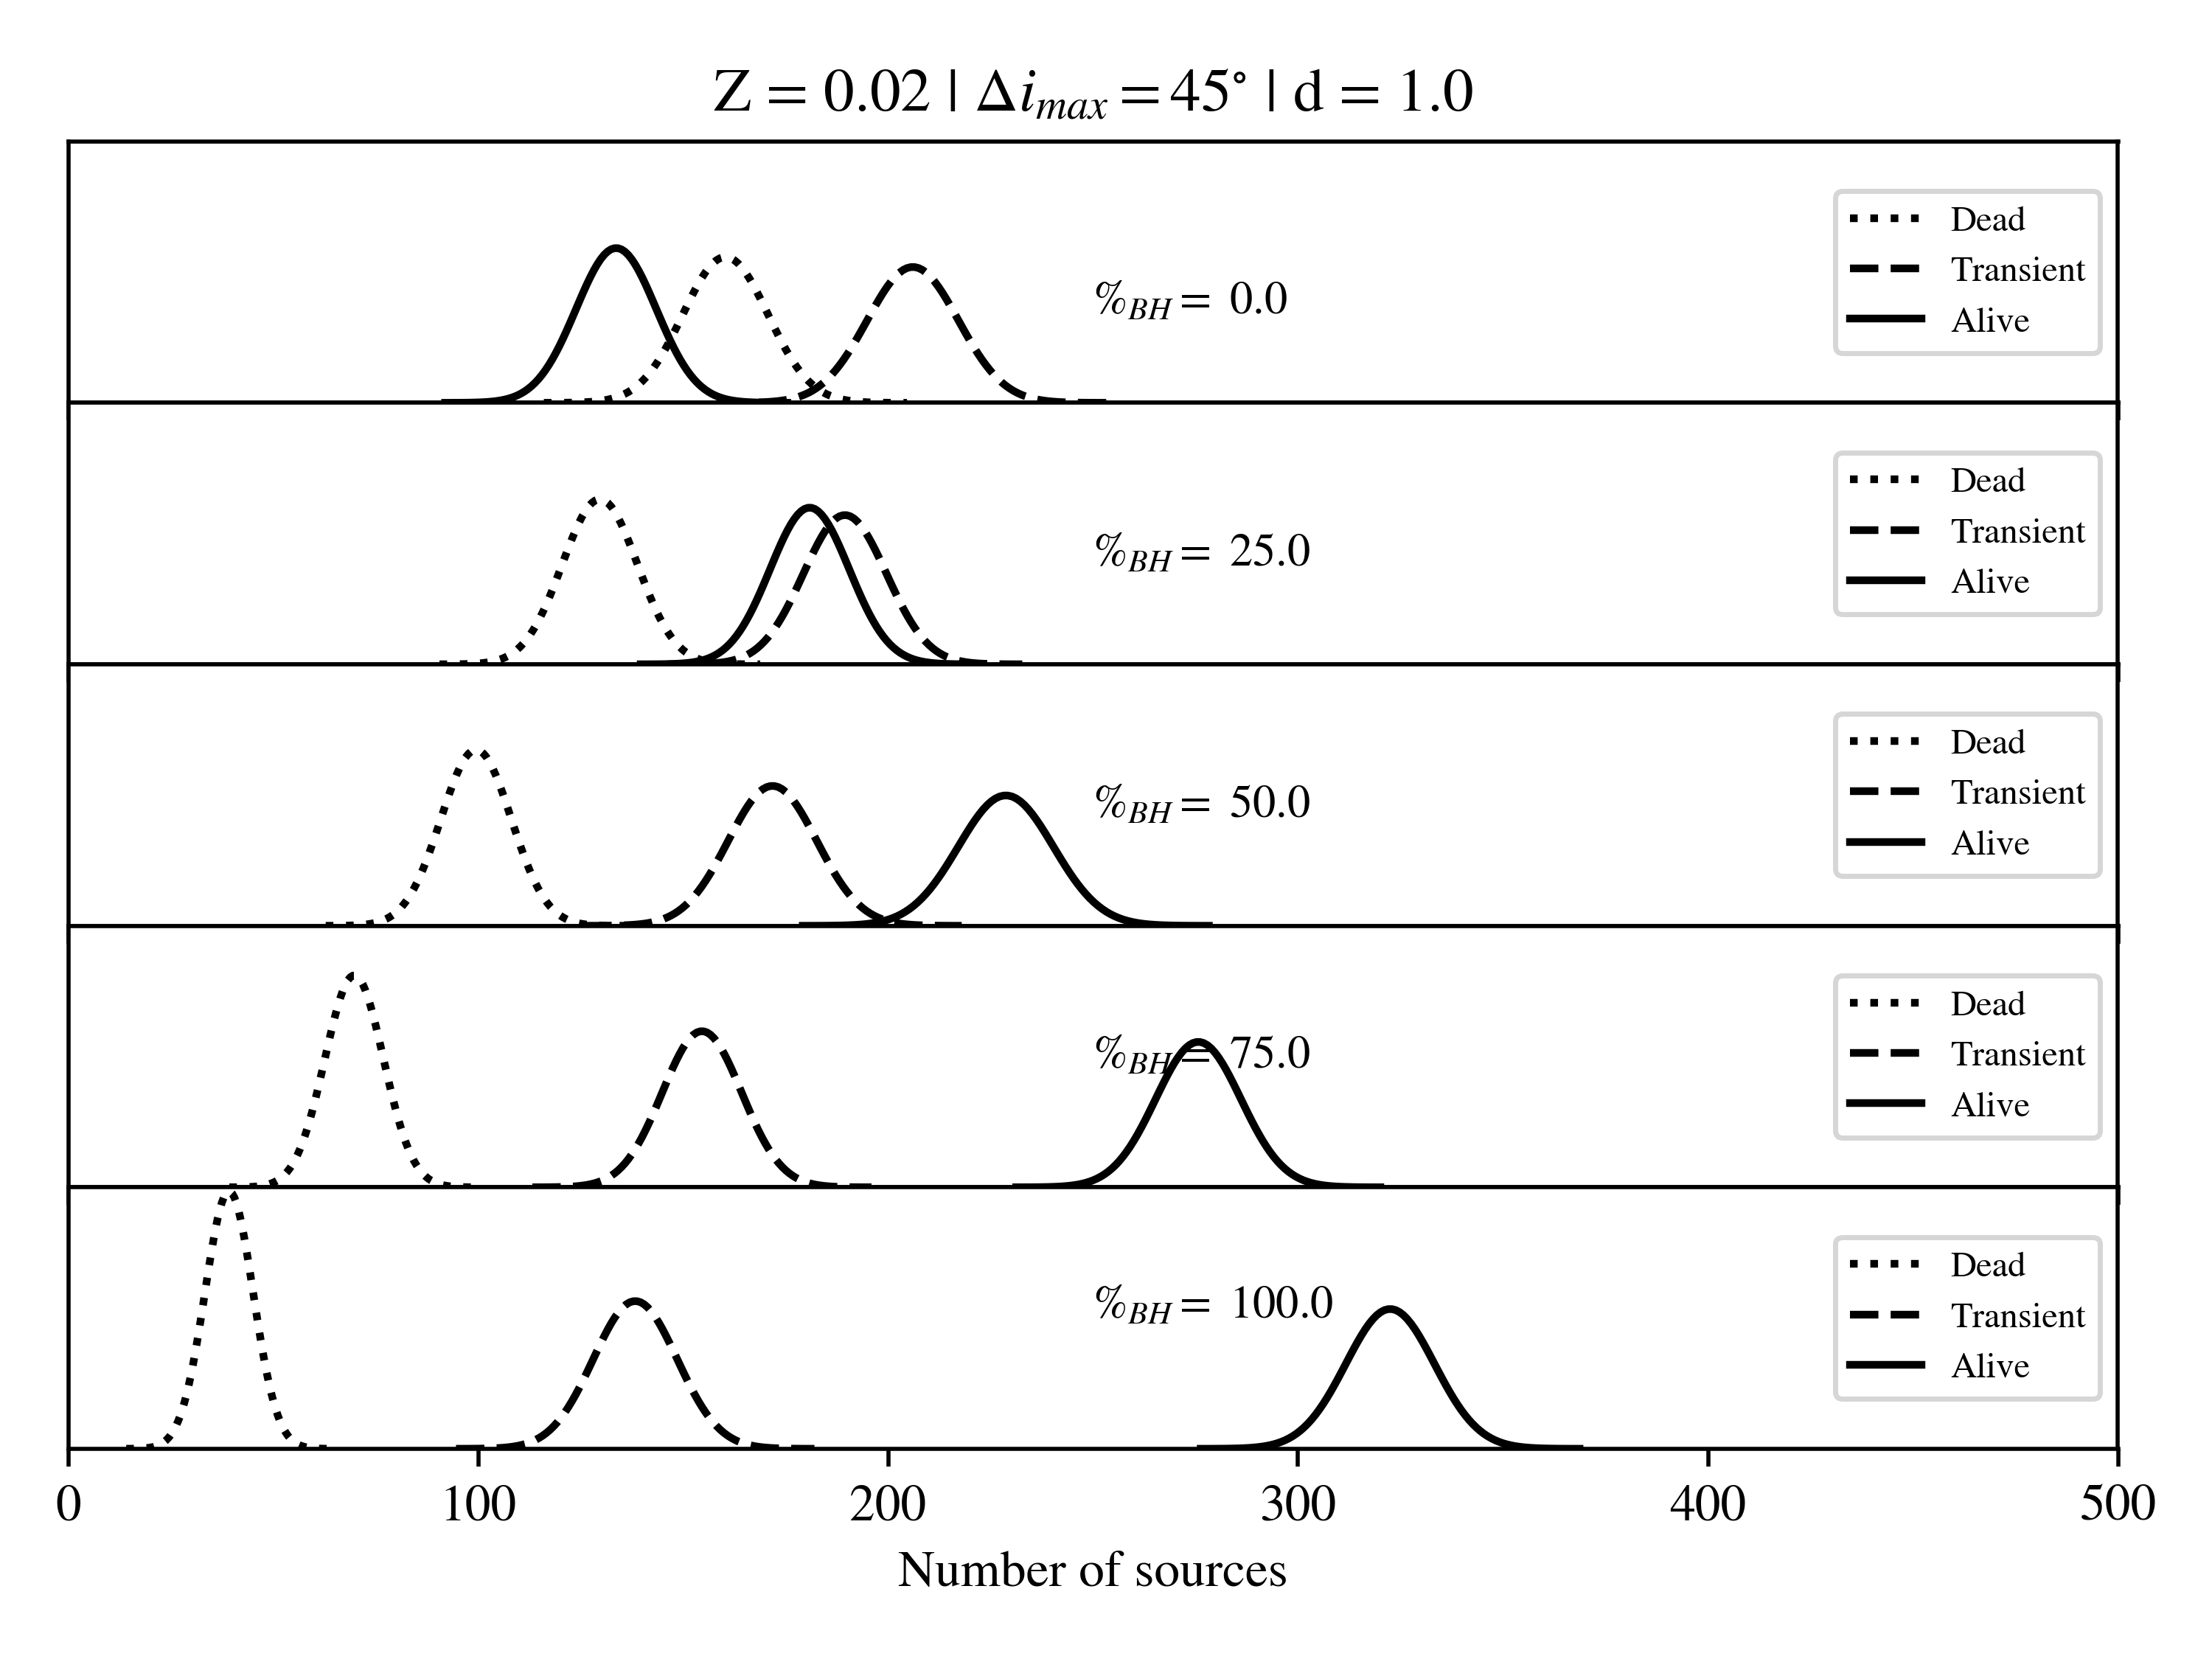 Z = 0.02 | Δi_max = 45° | d = 1.0
Dead
Transient
Alive
%_BH = 0.0
Dead
Transient
Alive
%_BH = 25.0
Dead
Transient
Alive
%_BH = 50.0
Dead
Transient
Alive
%_BH = 75.0
Dead
Transient
Alive
%_BH = 100.0
0 100 200 300 400 500
Number of sources